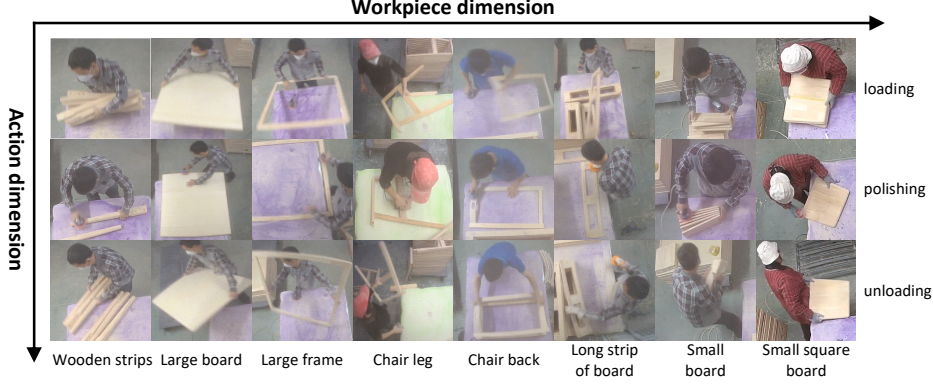 Workpiece dimension
Action dimension
loading
polishing
unloading
Wooden strips
Large board
Large frame
Chair leg
Chair back
Long strip
of board
Small
board
Small square
board